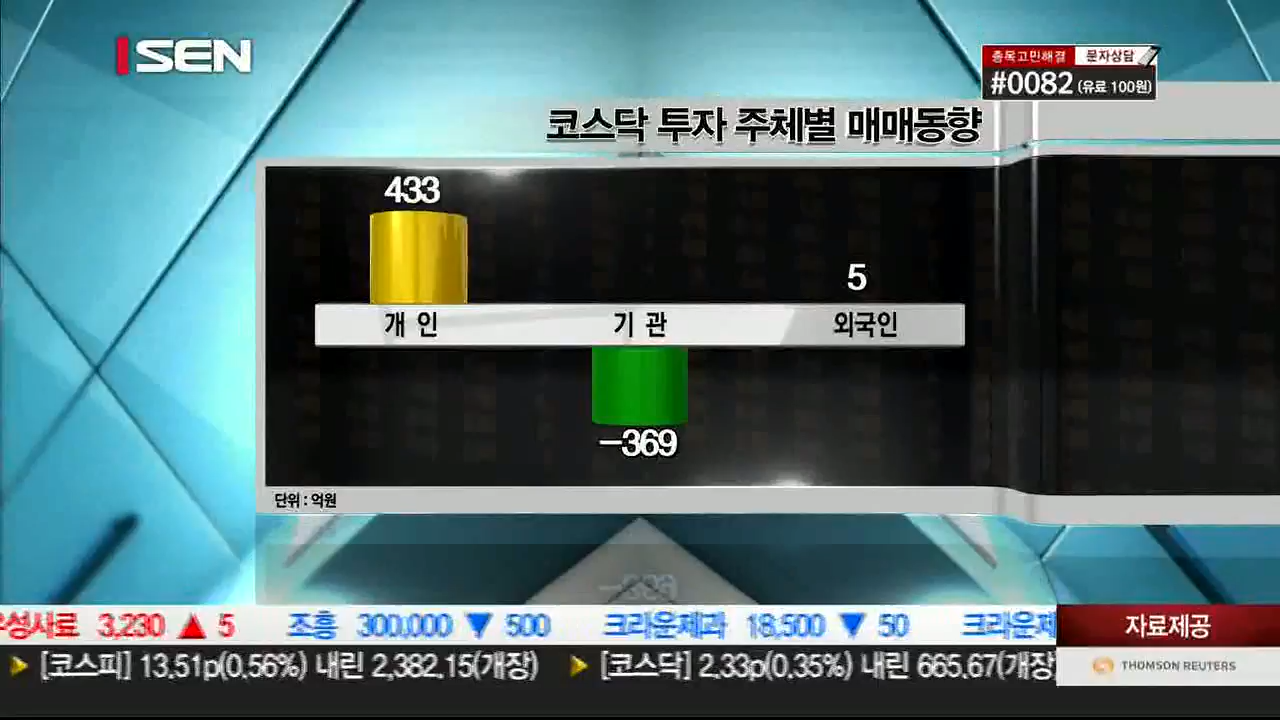 SEN
종목고민해결 문자상담
#0082 (유료 100원)
코스닥 투자 주체별 매매동향
433
5
개 인 기 관 외국인
-369
단위 : 억원
우성사료 3,230 ▲ 5 조흥 300,000 ▼ 500 크라운제과 18,500 ▼ 50 크라운제
자료제공
▶ [코스피] 13.51p(0.56%) 내린 2,382.15(개장) ▶ [코스닥] 2.33p(0.35%) 내린 665.67(개장
THOMSON REUTERS